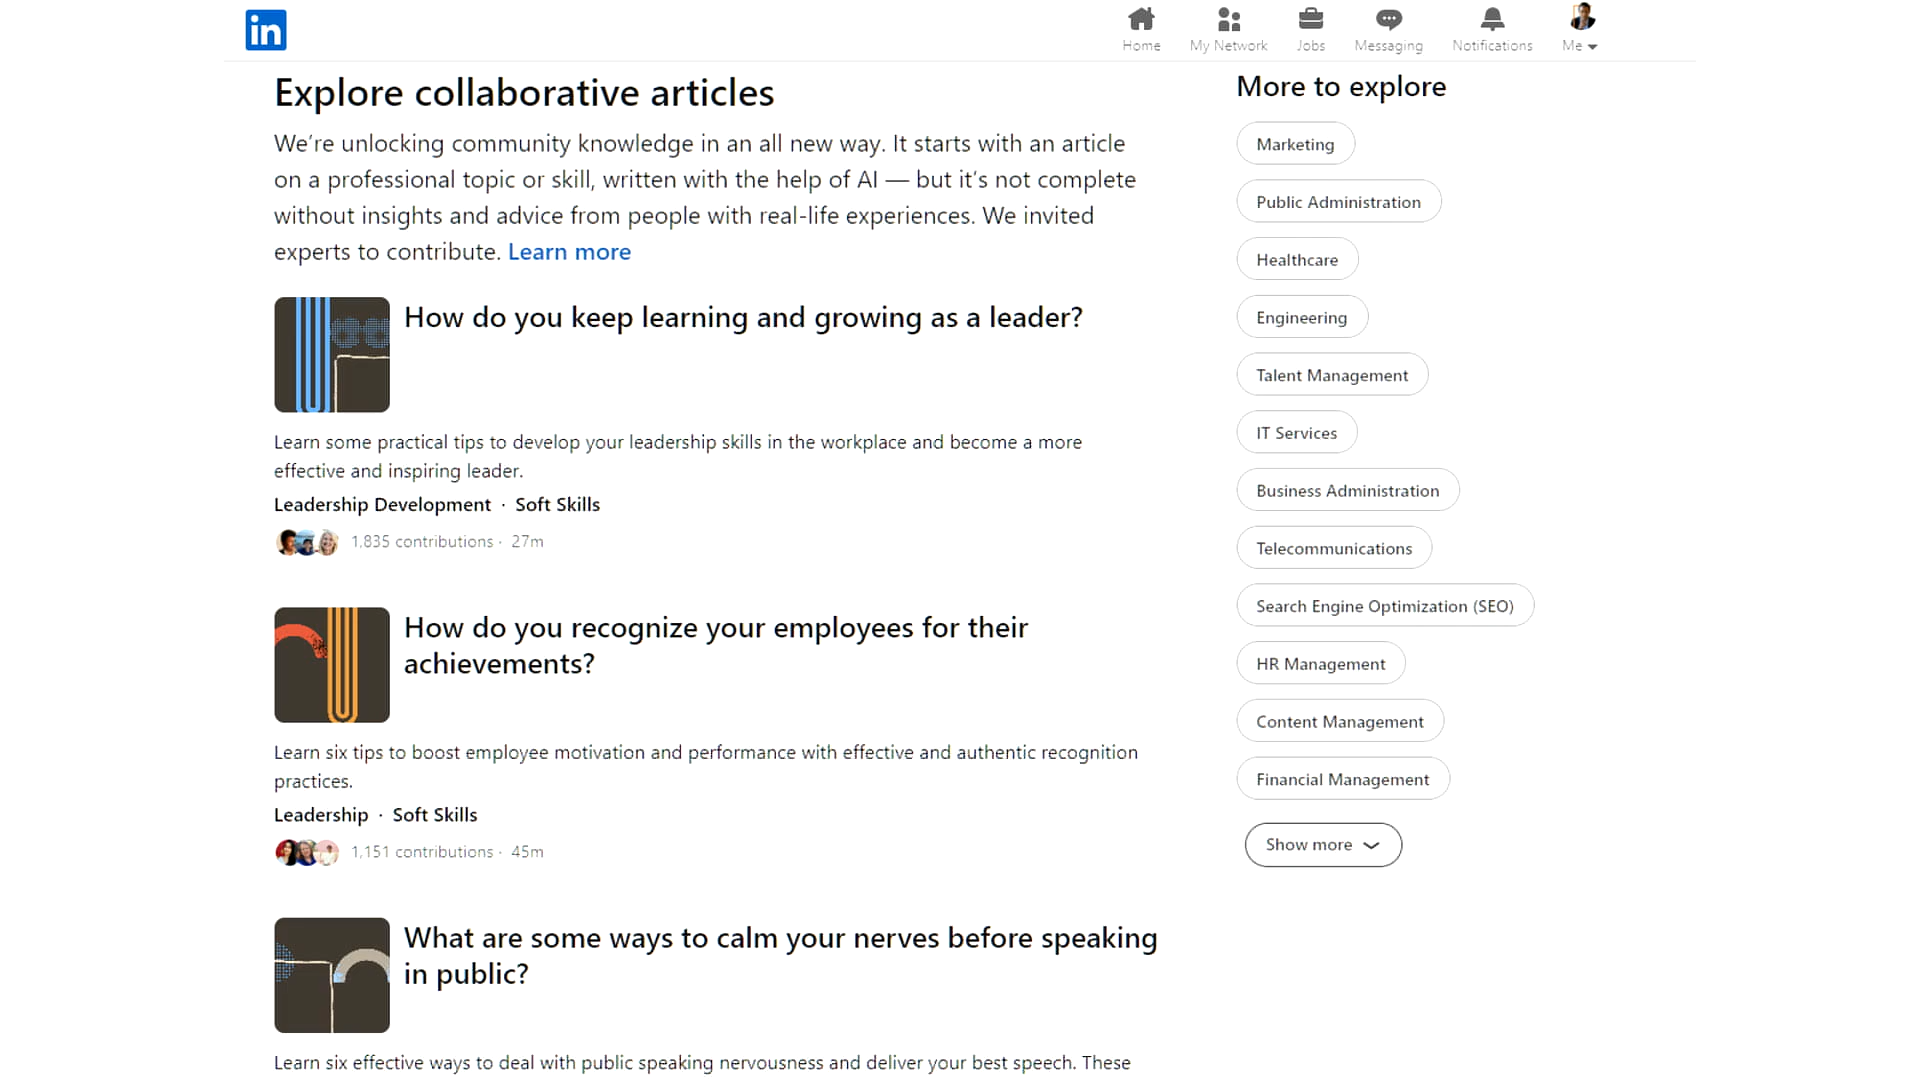 in
Home
My Network
Jobs
Messaging
Notifications
Me
Explore collaborative articles
We're unlocking community knowledge in an all new way. It starts with an article
on a professional topic or skill, written with the help of AI — but it's not complete
without insights and advice from people with real-life experiences. We invited
experts to contribute. Learn more
How do you keep learning and growing as a leader?
Learn some practical tips to develop your leadership skills in the workplace and become a more
effective and inspiring leader.
Leadership Development · Soft Skills
1,835 contributions · 27m
How do you recognize your employees for their
achievements?
Learn six tips to boost employee motivation and performance with effective and authentic recognition
practices.
Leadership · Soft Skills
1,151 contributions · 45m
What are some ways to calm your nerves before speaking
in public?
Learn six effective ways to deal with public speaking nervousness and deliver your best speech. These
More to explore
Marketing
Public Administration
Healthcare
Engineering
Talent Management
IT Services
Business Administration
Telecommunications
Search Engine Optimization (SEO)
HR Management
Content Management
Financial Management
Show more